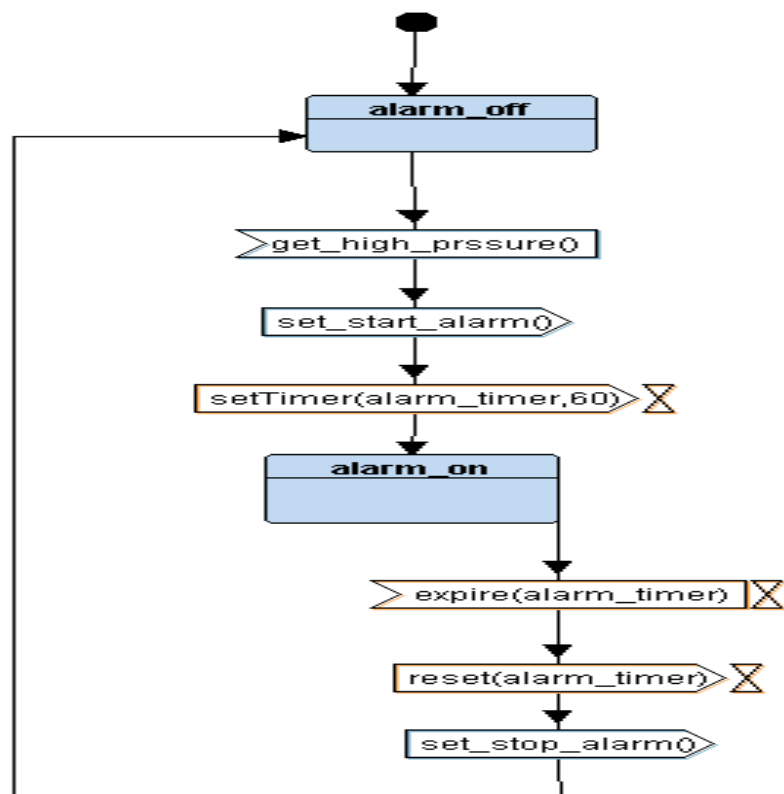 alarm_off
get_high_prssure()
set_start_alarm()
setTimer(alarm_timer,60)
alarm_on
expire(alarm_timer)
reset(alarm_timer)
set_stop_alarm()